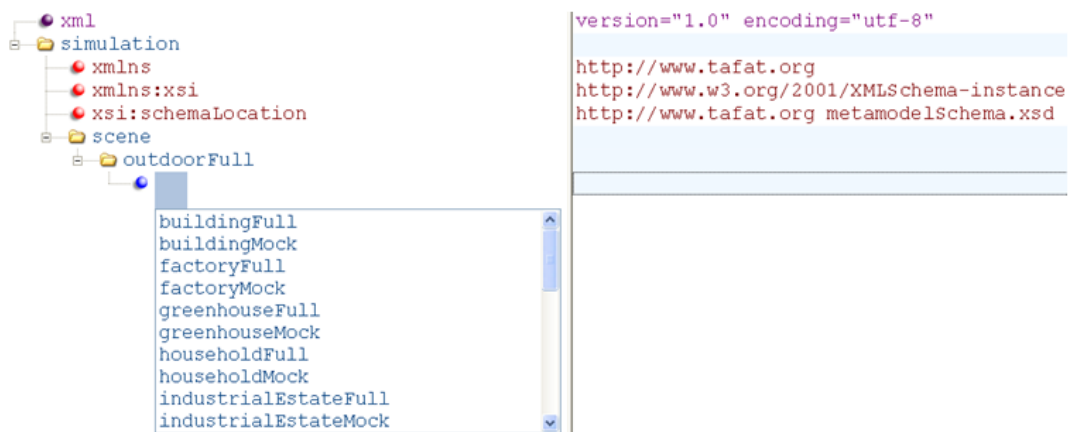 xml version="1.0" encoding="utf-8"
simulation
xmlns http://www.tafat.org
xmlns:xsi http://www.w3.org/2001/XMLSchema-instance
xsi:schemaLocation http://www.tafat.org metamodelSchema.xsd
scene
outdoorFull
buildingFull
buildingMock
factoryFull
factoryMock
greenhouseFull
greenhouseMock
householdFull
householdMock
industrialEstateFull
industrialEstateMock